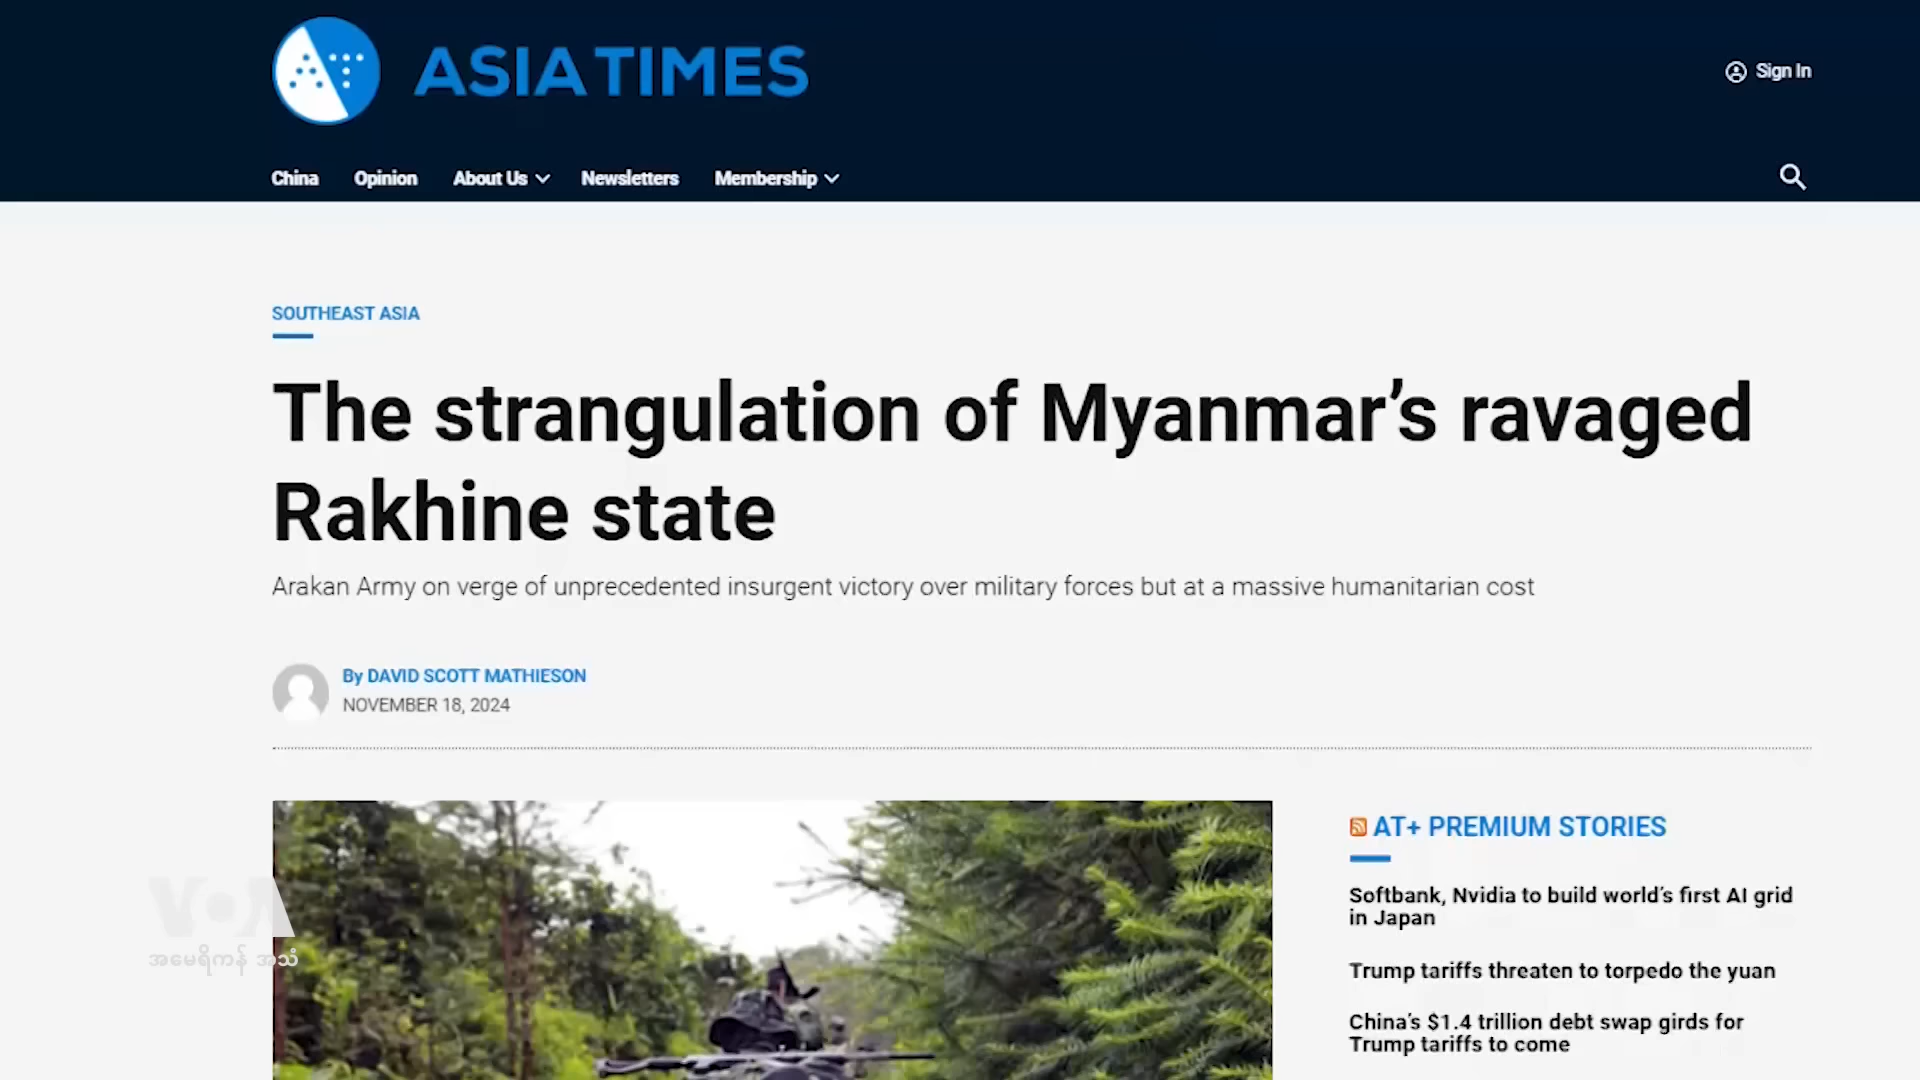 ASIA TIMES
Sign In
China
Opinion
About Us
Newsletters
Membership
SOUTHEAST ASIA
The strangulation of Myanmar’s ravaged
Rakhine state
Arakan Army on verge of unprecedented insurgent victory over military forces but at a massive humanitarian cost
By DAVID SCOTT MATHIESON
NOVEMBER 18, 2024
AT+ PREMIUM STORIES
Softbank, Nvidia to build world’s first AI grid
in Japan
Trump tariffs threaten to torpedo the yuan
China’s $1.4 trillion debt swap girds for
Trump tariffs to come
VOA
အမေရိကန် အသံ